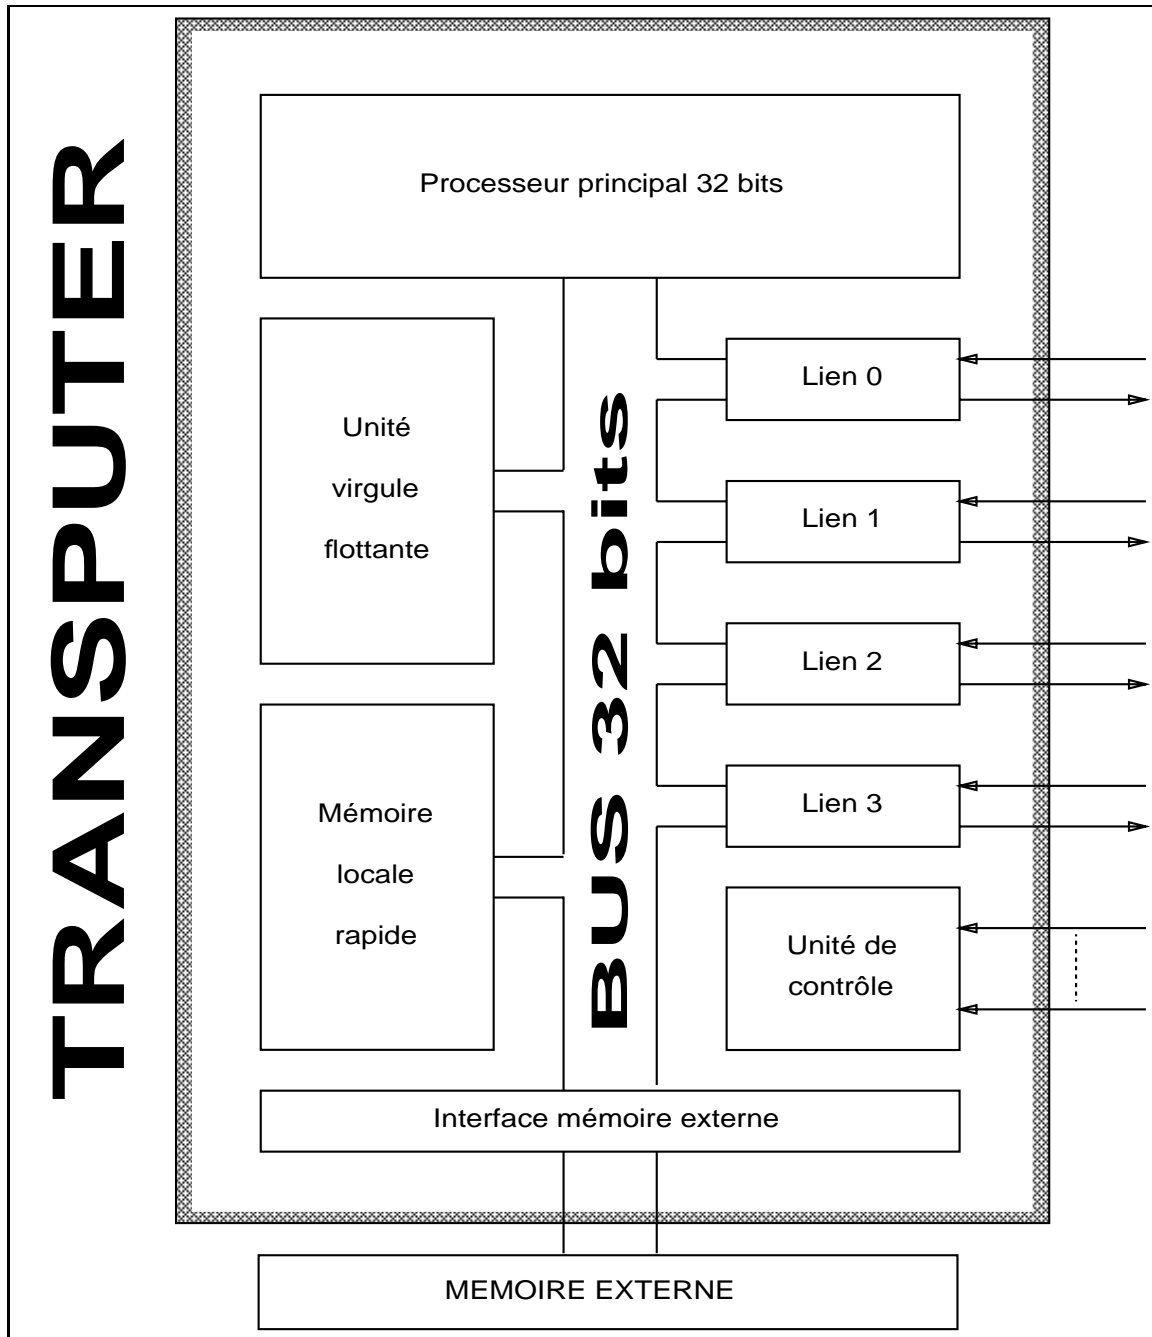 TRANSPUTER
Processeur principal 32 bits
Unité
virgule
flottante
Mémoire
locale
rapide
BUS 32 bits
Lien 0
Lien 1
Lien 2
Lien 3
Unité de
contrôle
Interface mémoire externe
MEMOIRE EXTERNE